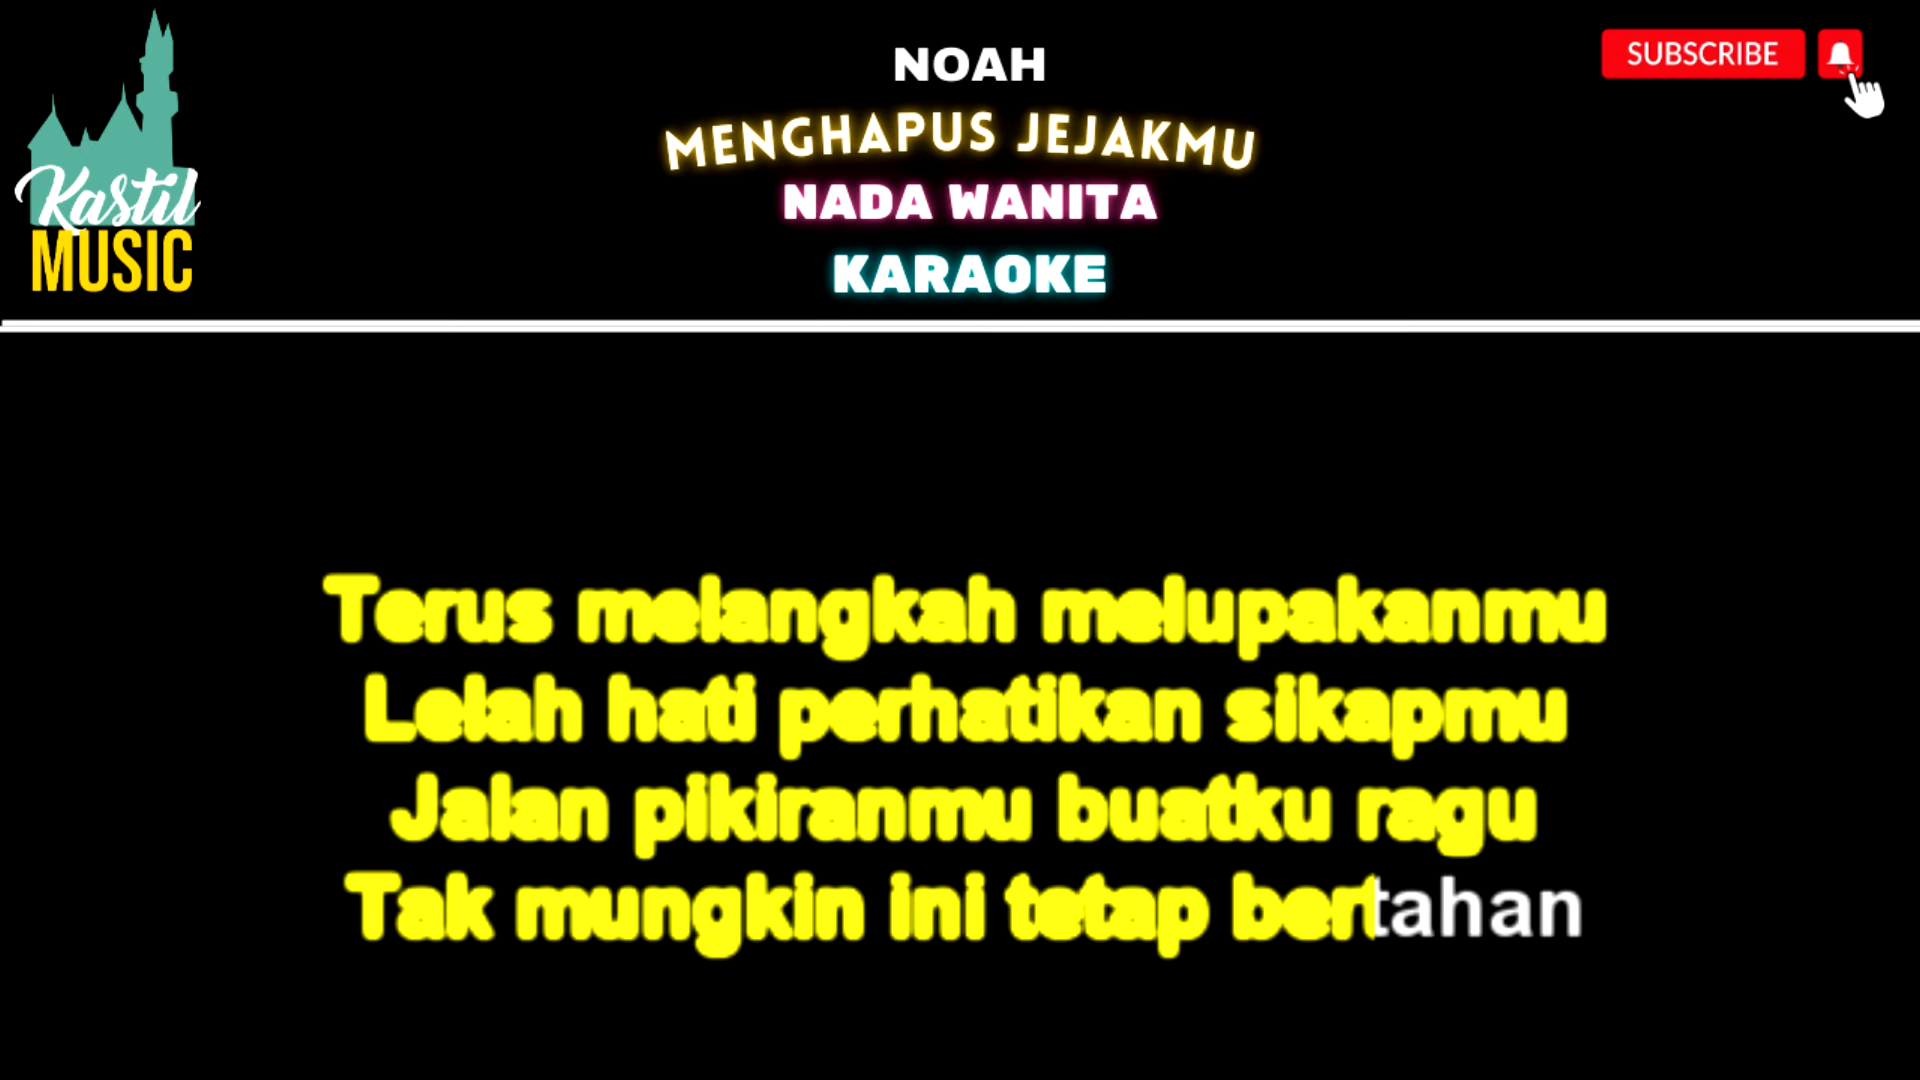 NOAH
MENGHAPUS JEJAKMU
NADA WANITA
KARAOKE
Kastil
MUSIC
SUBSCRIBE
Terus melangkah melupakanmu
Lelah hati perhatikan sikapmu
Jalan pikiranmu buatku ragu
Tak mungkin ini tetap bertahan